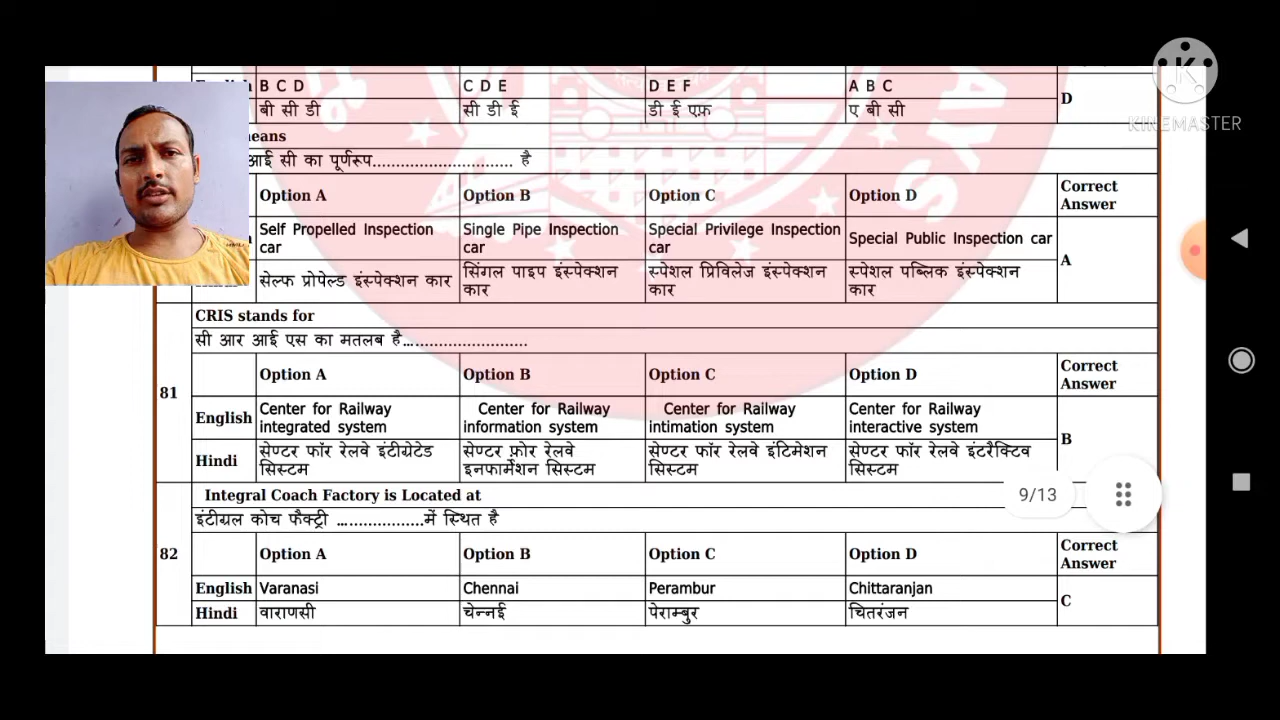 B C D C D E D E F A B C
D
बी सी डी सी डी ई डी ई एफ़ ए बी सी
KINEMASTER
आई सी का पूर्णरूप............................. है
Option A Option B Option C Option D Correct Answer
Self Propelled Inspection car Single Pipe Inspection car Special Privilege Inspection car Special Public Inspection car
A
सेल्फ प्रोपेल्ड इंस्पेक्शन कार सिंगल पाइप इंस्पेक्शन कार स्पेशल प्रिविलेज इंस्पेक्शन कार स्पेशल पब्लिक इंस्पेक्शन कार
CRIS stands for
सी आर आई एस का मतलब है..........................
81
Option A Option B Option C Option D Correct Answer
English Center for Railway integrated system Center for Railway information system Center for Railway intimation system Center for Railway interactive system
B
Hindi सेण्टर फॉर रेलवे इंटीग्रेटेड सिस्टम सेण्टर फ़ोर रेलवे इनफार्मेशन सिस्टम सेण्टर फॉर रेलवे इंटिमेशन सिस्टम सेण्टर फॉर रेलवे इंटरैक्टिव सिस्टम
9/13
Integral Coach Factory is Located at
इंटीग्रल कोच फैक्ट्री ...................में स्थित है
82
Option A Option B Option C Option D Correct Answer
English Varanasi Chennai Perambur Chittaranjan
C
Hindi वाराणसी चेन्नई पेराम्बुर चितरंजन